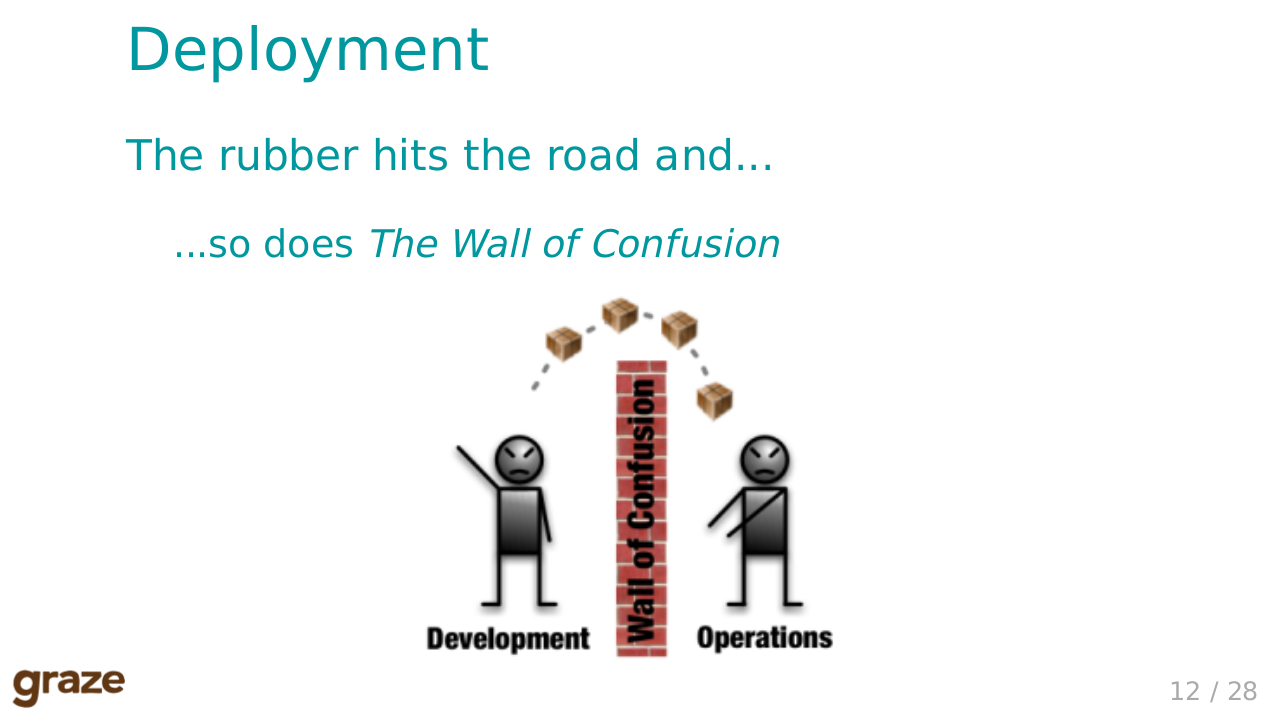 Deployment
The rubber hits the road and...
...so does The Wall of Confusion
Wall of Confusion
Development
Operations
graze
12 / 28